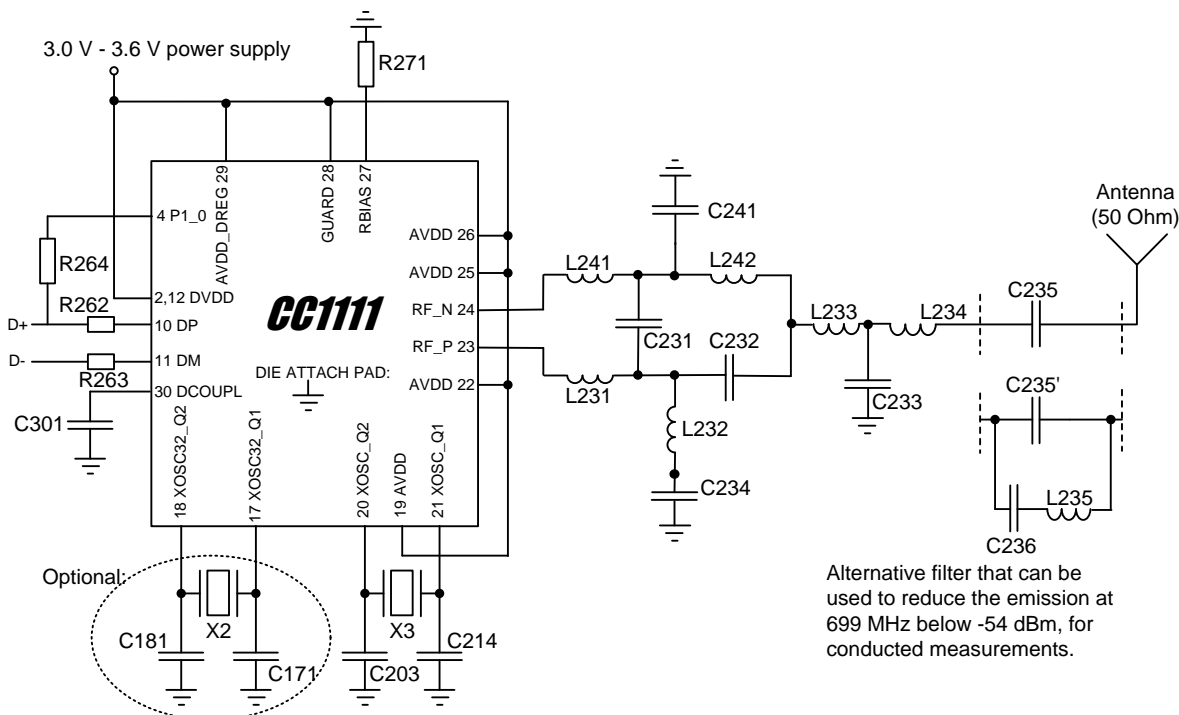 3.0 V - 3.6 V power supply
R271
AVDD_DREG 29
GUARD 28
RBIAS 27
4 P1_0
R264
R262
2,12 DVDD
D+
10 DP
D-
11 DM
R263
30 DCOUPL
C301
CC1111
DIE ATTACH PAD:
AVDD 26
AVDD 25
RF_N 24
RF_P 23
AVDD 22
18 XOSC32_Q2
17 XOSC32_Q1
20 XOSC_Q2
19 AVDD
21 XOSC_Q1
Optional:
X2
X3
C181
C171
C203
C214
C241
L241
L242
C231
C232
L231
L232
C234
L233
L234
C233
Antenna
(50 Ohm)
C235
C235'
L235
C236
Alternative filter that can be
used to reduce the emission at
699 MHz below -54 dBm, for
conducted measurements.